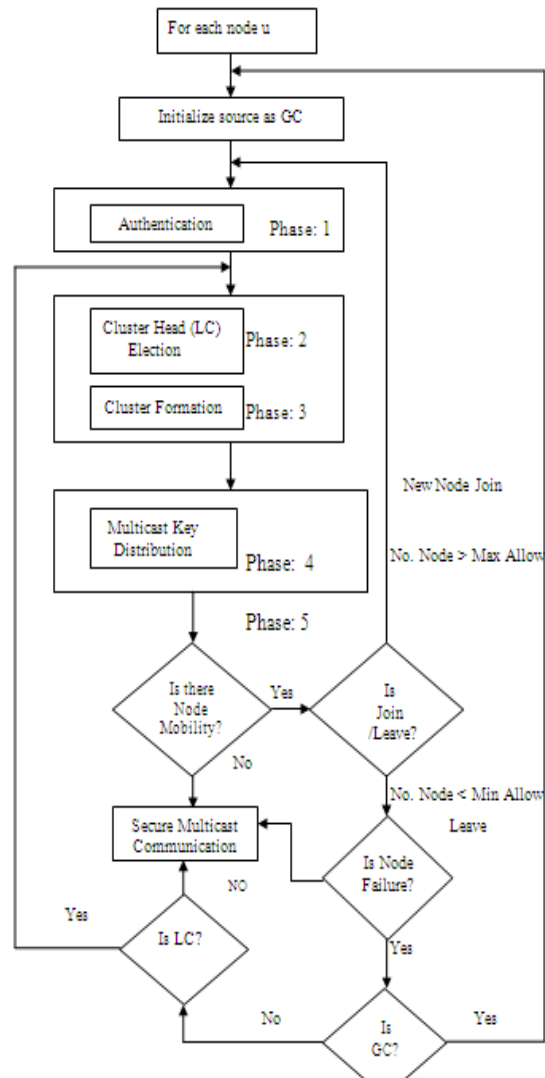 For each node u
Initialize source as GC
Authentication
Phase: 1
Cluster Head (LC)
Election
Phase: 2
Cluster Formation
Phase: 3
New Node Join
Multicast Key
Distribution
No. Node > Max Allow
Phase: 4
Phase: 5
Is there
Node
Mobility?
Yes
Is
Join
/Leave?
No
No. Node < Min Allow
Leave
Secure Multicast
Communication
Is Node
Failure?
NO
Yes
Is LC?
Yes
No
Is
GC?
Yes